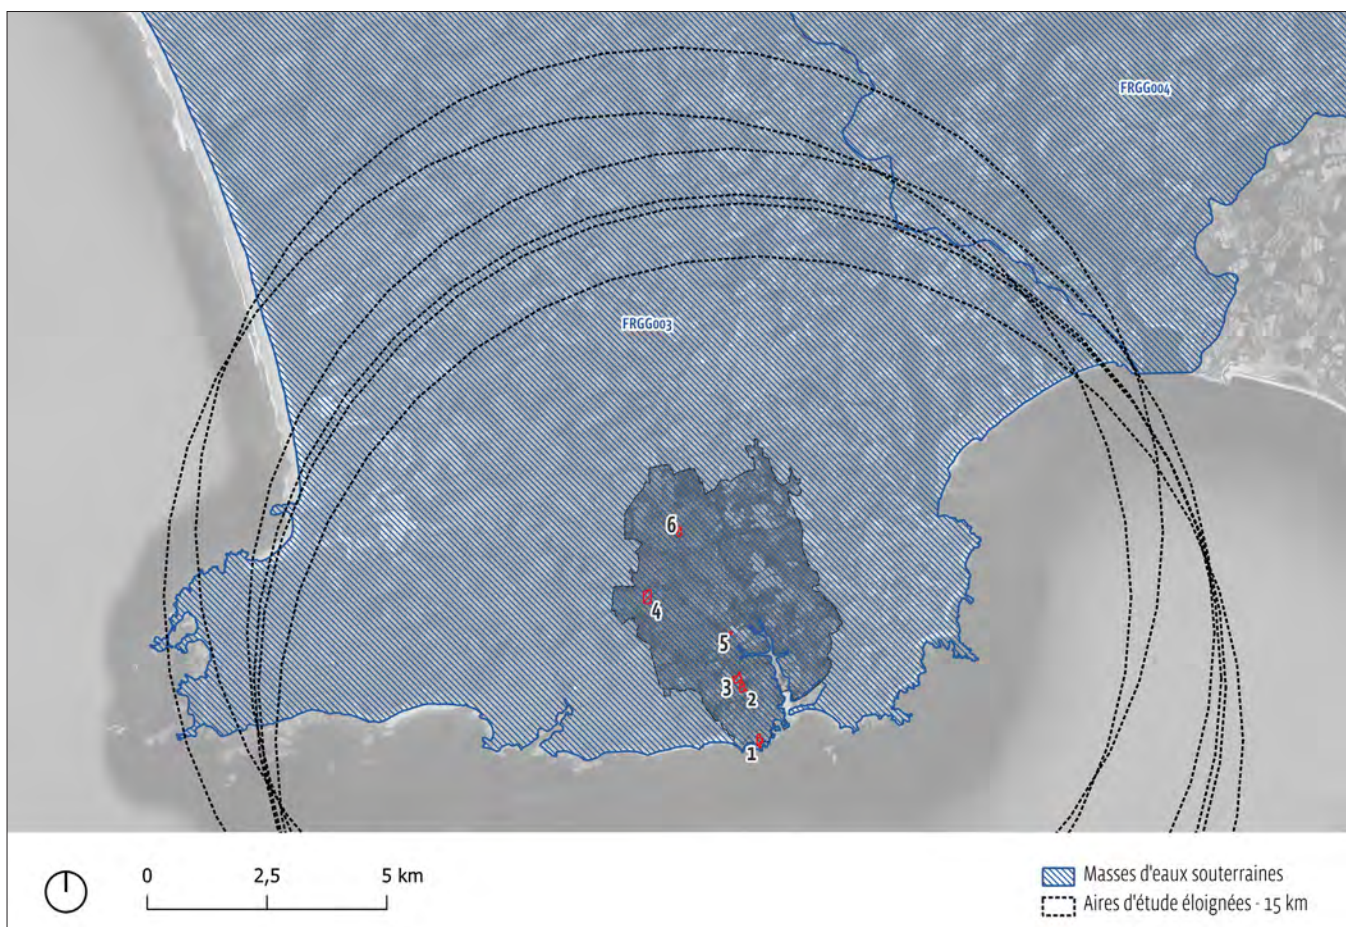 FRGG004
FRGG003
6
4
5
3
2
1
0 2,5 5 km
Masses d'eaux souterraines
Aires d'étude éloignées - 15 km